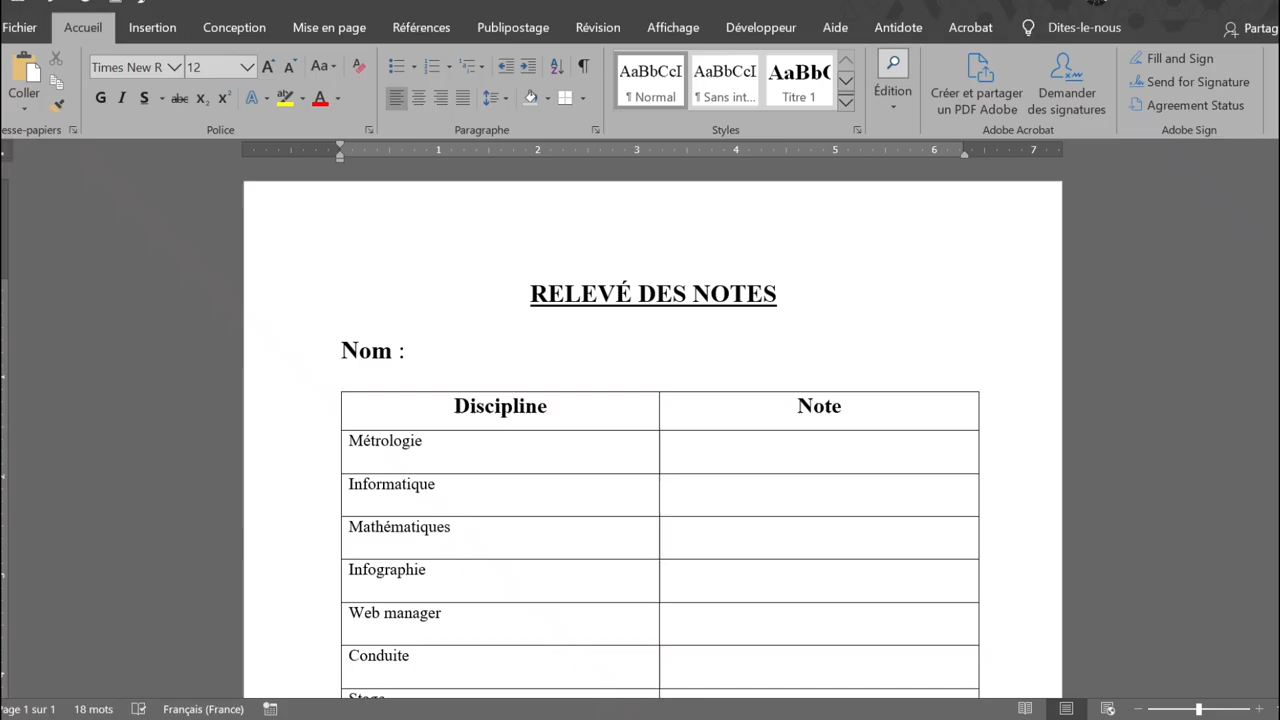 Fichier Accueil Insertion Conception Mise en page Références Publipostage Révision Affichage Développeur Aide Antidote Acrobat Dites-le-nous Partag
Times New R 12 Aa
AaBbCcI AaBbCcI AaBb(
¶ Normal ¶ Sans int... Titre 1
Coller
G I S abc x₂ x² A A
Édition
Créer et partager un PDF Adobe
Demander des signatures
Fill and Sign
Send for Signature
Agreement Status
esse-papiers Police Paragraphe Styles Adobe Acrobat Adobe Sign
1 2 3 4 5 6 7
RELEVÉ DES NOTES
Nom :
Discipline Note
Métrologie
Informatique
Mathématiques
Infographie
Web manager
Conduite
Stage
age 1 sur 1 18 mots Français (France)